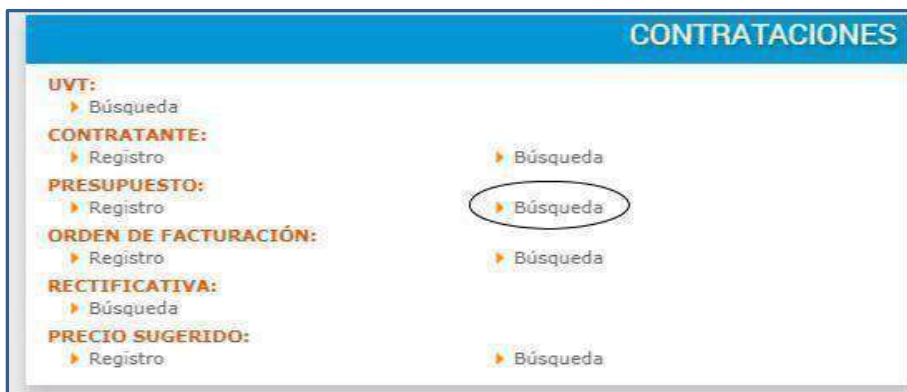 CONTRATACIONES
UVT:
Búsqueda
CONTRATANTE:
Registro Búsqueda
PRESUPUESTO:
Registro Búsqueda
ORDEN DE FACTURACIÓN:
Registro Búsqueda
RECTIFICATIVA:
Búsqueda
PRECIO SUGERIDO:
Registro Búsqueda